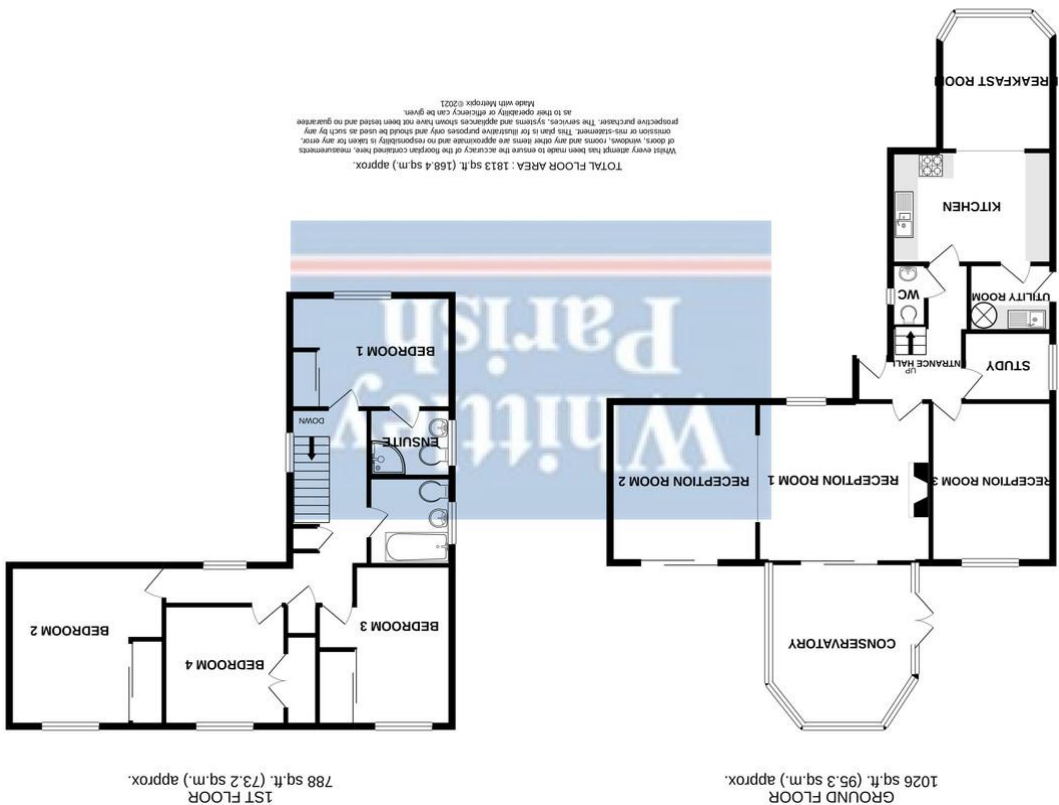 GROUND FLOOR
1026 sq.ft. (95.3 sq.m.) approx.
1ST FLOOR
788 sq.ft. (73.2 sq.m.) approx.
CONSERVATORY
RECEPTION ROOM 3
RECEPTION ROOM 1
RECEPTION ROOM 2
STUDY
ENTRANCE HALL
UP
UTILITY ROOM
WC
KITCHEN
BREAKFAST ROOM
BEDROOM 3
BEDROOM 4
BEDROOM 2
ENSUITE
DOWN
BEDROOM 1
Whittley
Parish
TOTAL FLOOR AREA : 1813 sq.ft. (168.4 sq.m.) approx.
Whilst every attempt has been made to ensure the accuracy of the floorplan contained here, measurements
of doors, windows, rooms and any other items are approximate and no responsibility is taken for any error,
omission or mis-statement. This plan is for illustrative purposes only and should be used as such by any
prospective purchaser. The services, systems and appliances shown have not been tested and no guarantee
as to their operability or efficiency can be given.
Made with Metropix ©2021